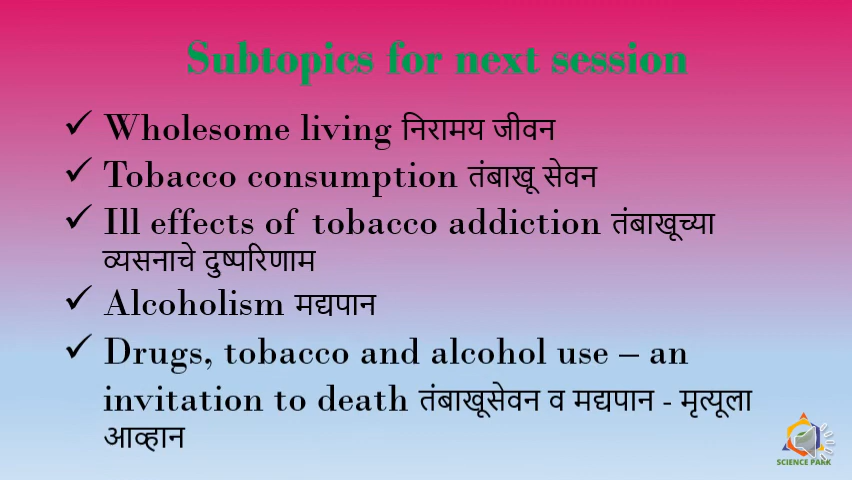 Subtopics for next session
✓ Wholesome living निरामय जीवन
✓ Tobacco consumption तंबाखू सेवन
✓ Ill effects of tobacco addiction तंबाखूच्या
व्यसनाचे दुष्परिणाम
✓ Alcoholism मद्यपान
✓ Drugs, tobacco and alcohol use – an
invitation to death तंबाखूसेवन व मद्यपान - मृत्यूला
आव्हान
SCIENCE PARK